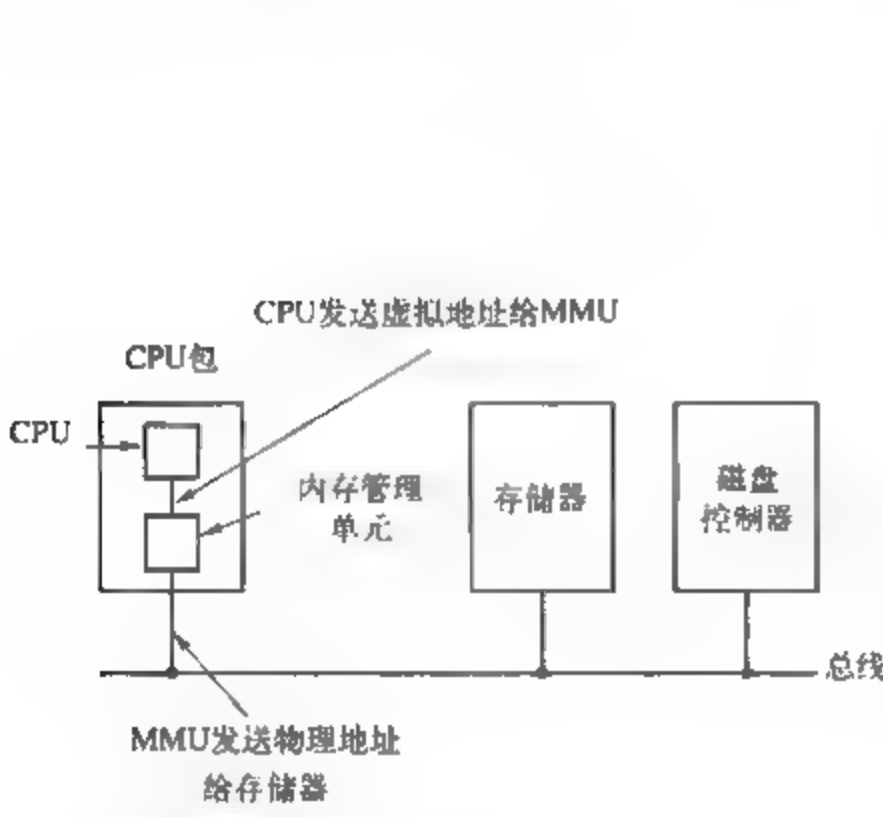 CPU发送虚拟地址给MMU
CPU包
CPU
内存管理
单元
存储器
磁盘
控制器
总线
MMU发送物理地址
给存储器